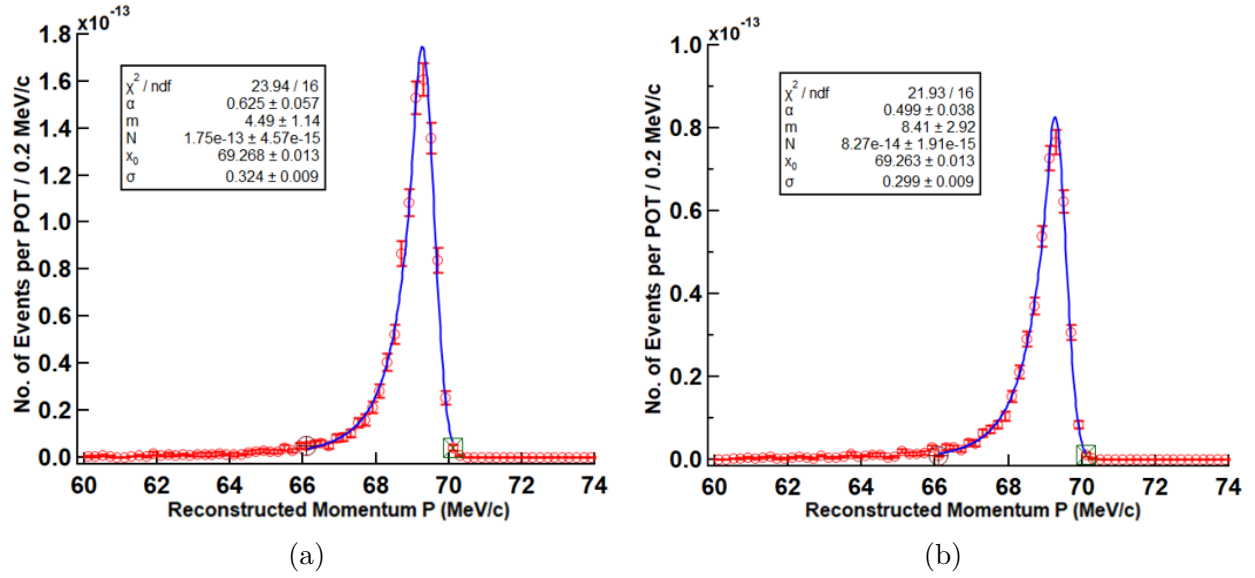 ×10⁻¹³
1.8
1.6
1.4
1.2
1.0
0.8
0.6
0.4
0.2
0.0
No. of Events per POT / 0.2 MeV/c
χ² / ndf 23.94 / 16
α 0.625 ± 0.057
m 4.49 ± 1.14
N 1.75e-13 ± 4.57e-15
x₀ 69.268 ± 0.013
σ 0.324 ± 0.009
60 62 64 66 68 70 72 74
Reconstructed Momentum P (MeV/c)
(a)
×10⁻¹³
1.0
0.8
0.6
0.4
0.2
0.0
No. of Events per POT / 0.2 MeV/c
χ² / ndf 21.93 / 16
α 0.499 ± 0.038
m 8.41 ± 2.92
N 8.27e-14 ± 1.91e-15
x₀ 69.263 ± 0.013
σ 0.299 ± 0.009
60 62 64 66 68 70 72 74
Reconstructed Momentum P (MeV/c)
(b)